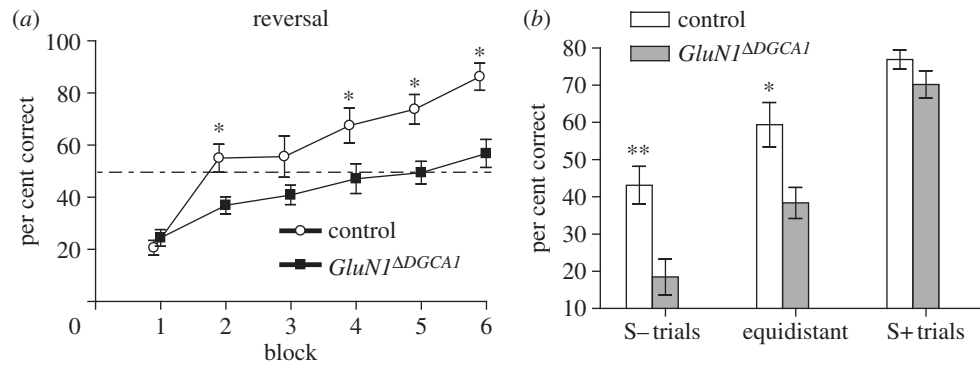 (a)
reversal
100
80
60
40
20
0
per cent correct
* * * *
control
GluN1ΔDGCA1
1 2 3 4 5 6
block
(b)
control
GluN1ΔDGCA1
80
70
60
50
40
30
20
10
per cent correct
**
*
S– trials equidistant S+ trials